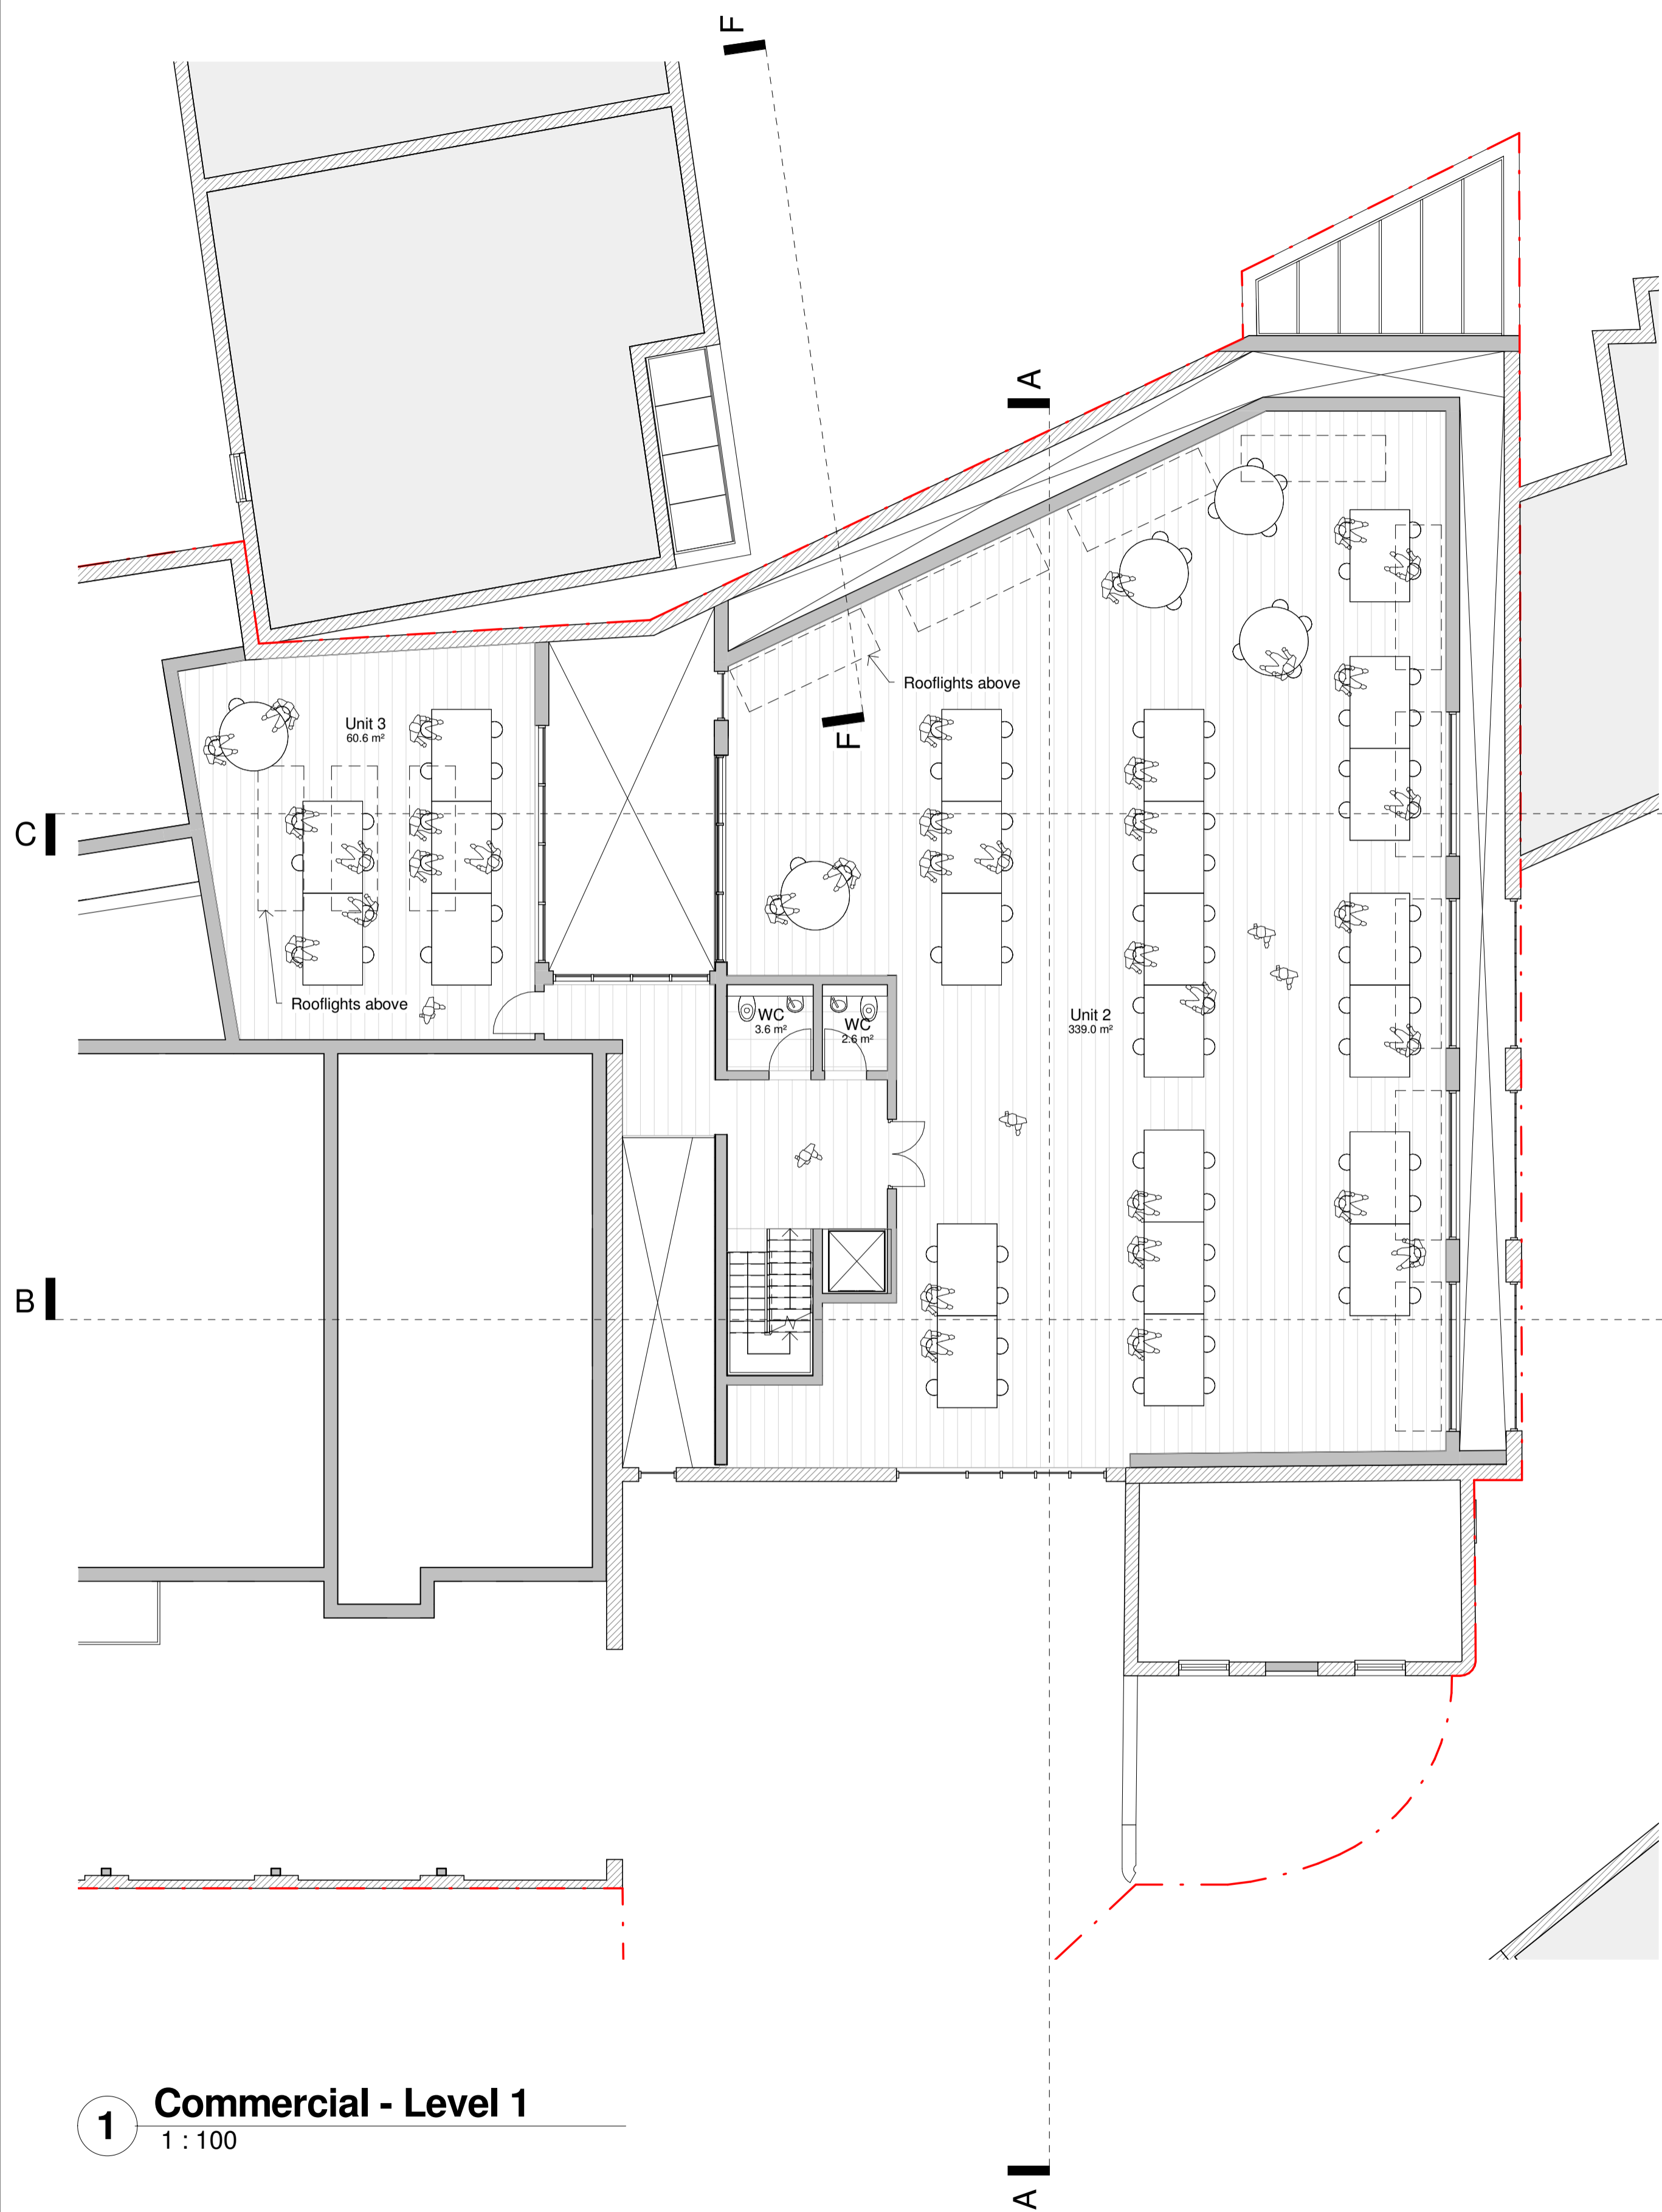 F
A
Rooflights above
Unit 3
60.6 m²
F
C
Rooflights above
WC
3.6 m²
WC
2.6 m²
Unit 2
339.0 m²
B
1
Commercial - Level 1
1 : 100
A